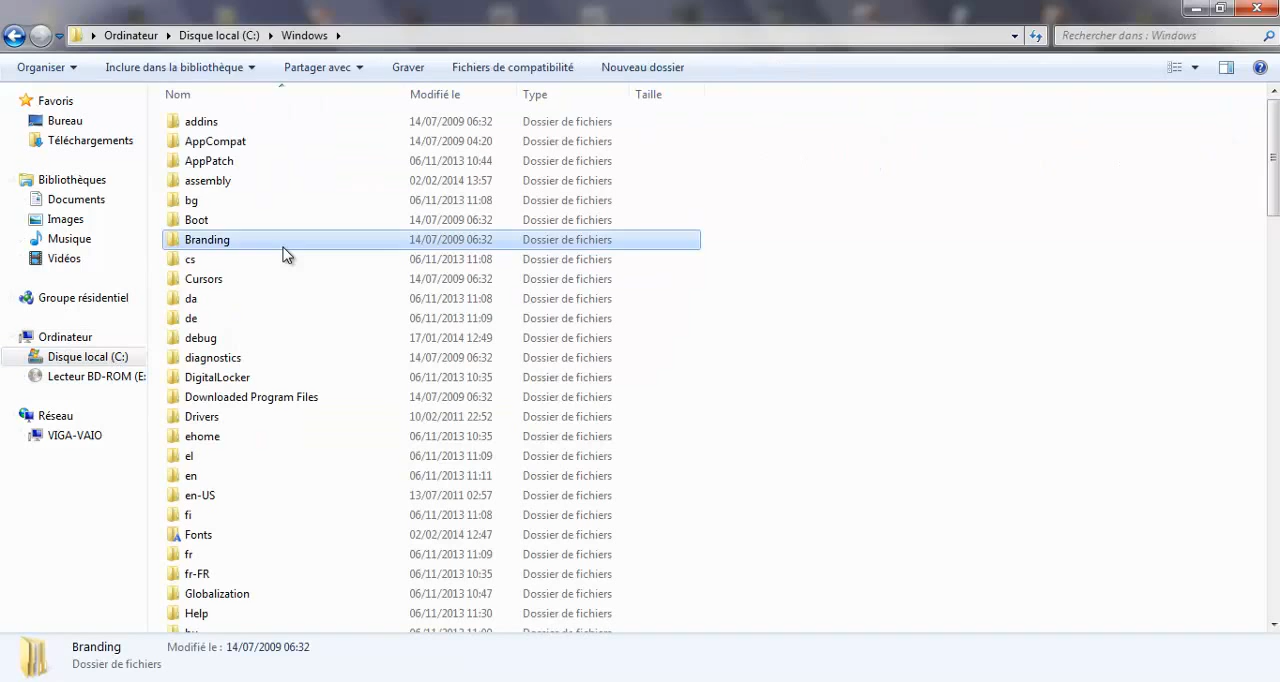 Ordinateur Disque local (C:) Windows Rechercher dans : Windows
Organiser Inclure dans la bibliothèque Partager avec Graver Fichiers de compatibilité Nouveau dossier
Favoris
Bureau
Téléchargements
Bibliothèques
Documents
Images
Musique
Vidéos
Groupe résidentiel
Ordinateur
Disque local (C:)
Lecteur BD-ROM (E:
Réseau
VIGA-VAIO
Nom Modifié le Type Taille
addins 14/07/2009 06:32 Dossier de fichiers
AppCompat 14/07/2009 04:20 Dossier de fichiers
AppPatch 06/11/2013 10:44 Dossier de fichiers
assembly 02/02/2014 13:57 Dossier de fichiers
bg 06/11/2013 11:08 Dossier de fichiers
Boot 14/07/2009 06:32 Dossier de fichiers
Branding 14/07/2009 06:32 Dossier de fichiers
cs 06/11/2013 11:08 Dossier de fichiers
Cursors 14/07/2009 06:32 Dossier de fichiers
da 06/11/2013 11:08 Dossier de fichiers
de 06/11/2013 11:09 Dossier de fichiers
debug 17/01/2014 12:49 Dossier de fichiers
diagnostics 14/07/2009 06:32 Dossier de fichiers
DigitalLocker 06/11/2013 10:35 Dossier de fichiers
Downloaded Program Files 14/07/2009 06:32 Dossier de fichiers
Drivers 10/02/2011 22:52 Dossier de fichiers
ehome 06/11/2013 10:35 Dossier de fichiers
el 06/11/2013 11:09 Dossier de fichiers
en 06/11/2013 11:11 Dossier de fichiers
en-US 13/07/2011 02:57 Dossier de fichiers
fi 06/11/2013 11:08 Dossier de fichiers
Fonts 02/02/2014 12:47 Dossier de fichiers
fr 06/11/2013 11:09 Dossier de fichiers
fr-FR 06/11/2013 10:35 Dossier de fichiers
Globalization 06/11/2013 10:47 Dossier de fichiers
Help 06/11/2013 11:30 Dossier de fichiers
Branding Modifié le : 14/07/2009 06:32
Dossier de fichiers